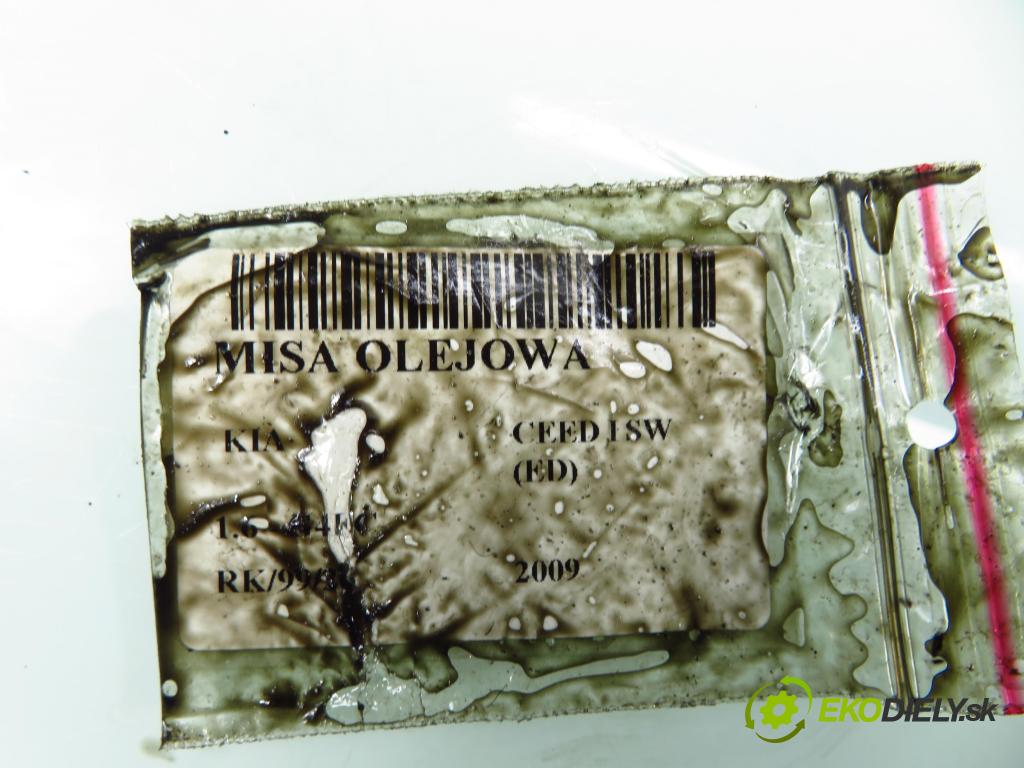 MISA OLEJOWA
KIA
CEED I SW
(ED)
2009
EKODIELY.sk